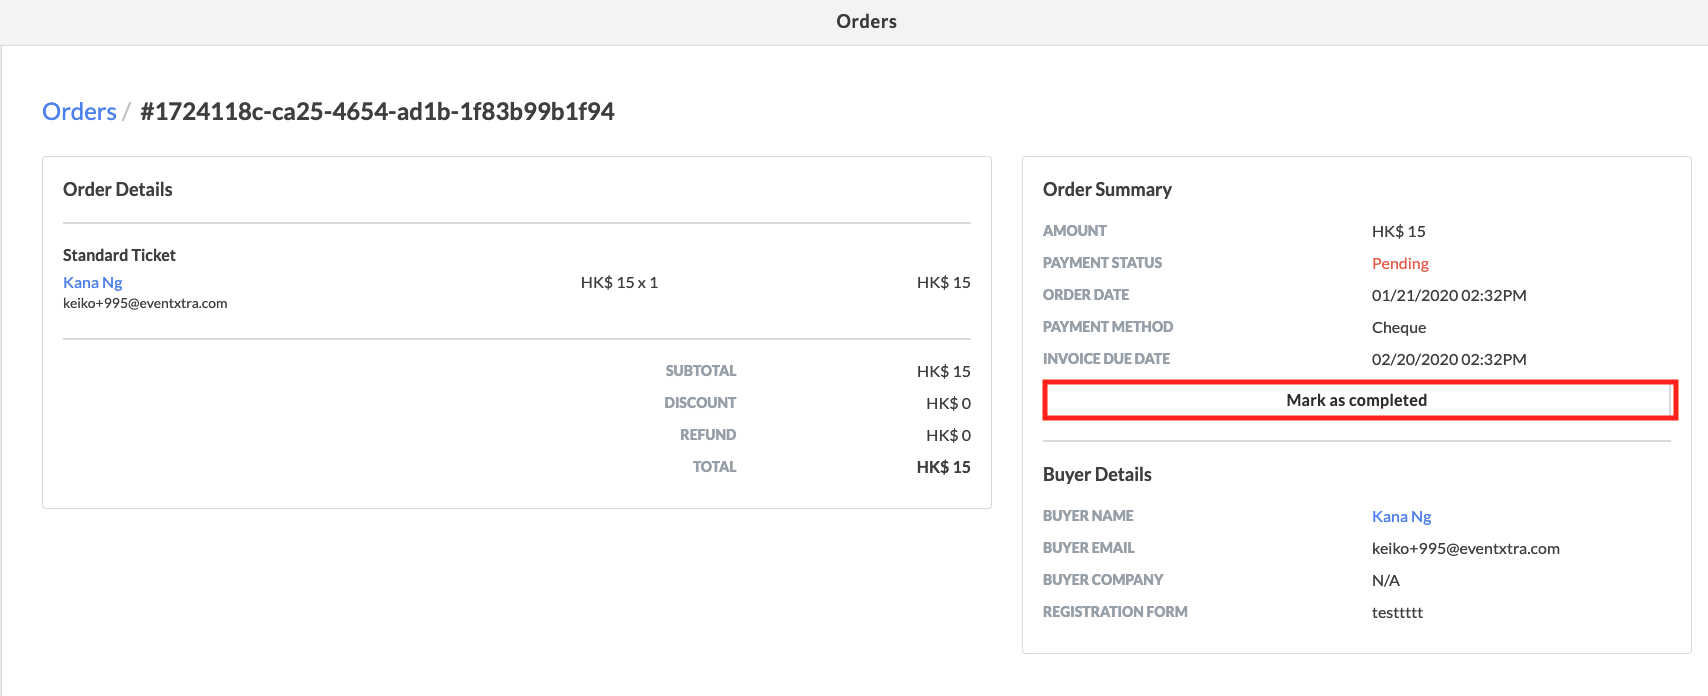 Orders
Orders / #1724118c-ca25-4654-ad1b-1f83b99b1f94
Order Details
Standard Ticket
Kana Ng HK$ 15 x 1 HK$ 15
keiko+995@eventxtra.com
SUBTOTAL HK$ 15
DISCOUNT HK$ 0
REFUND HK$ 0
TOTAL HK$ 15
Order Summary
AMOUNT HK$ 15
PAYMENT STATUS Pending
ORDER DATE 01/21/2020 02:32PM
PAYMENT METHOD Cheque
INVOICE DUE DATE 02/20/2020 02:32PM
Mark as completed
Buyer Details
BUYER NAME Kana Ng
BUYER EMAIL keiko+995@eventxtra.com
BUYER COMPANY N/A
REGISTRATION FORM testtttt